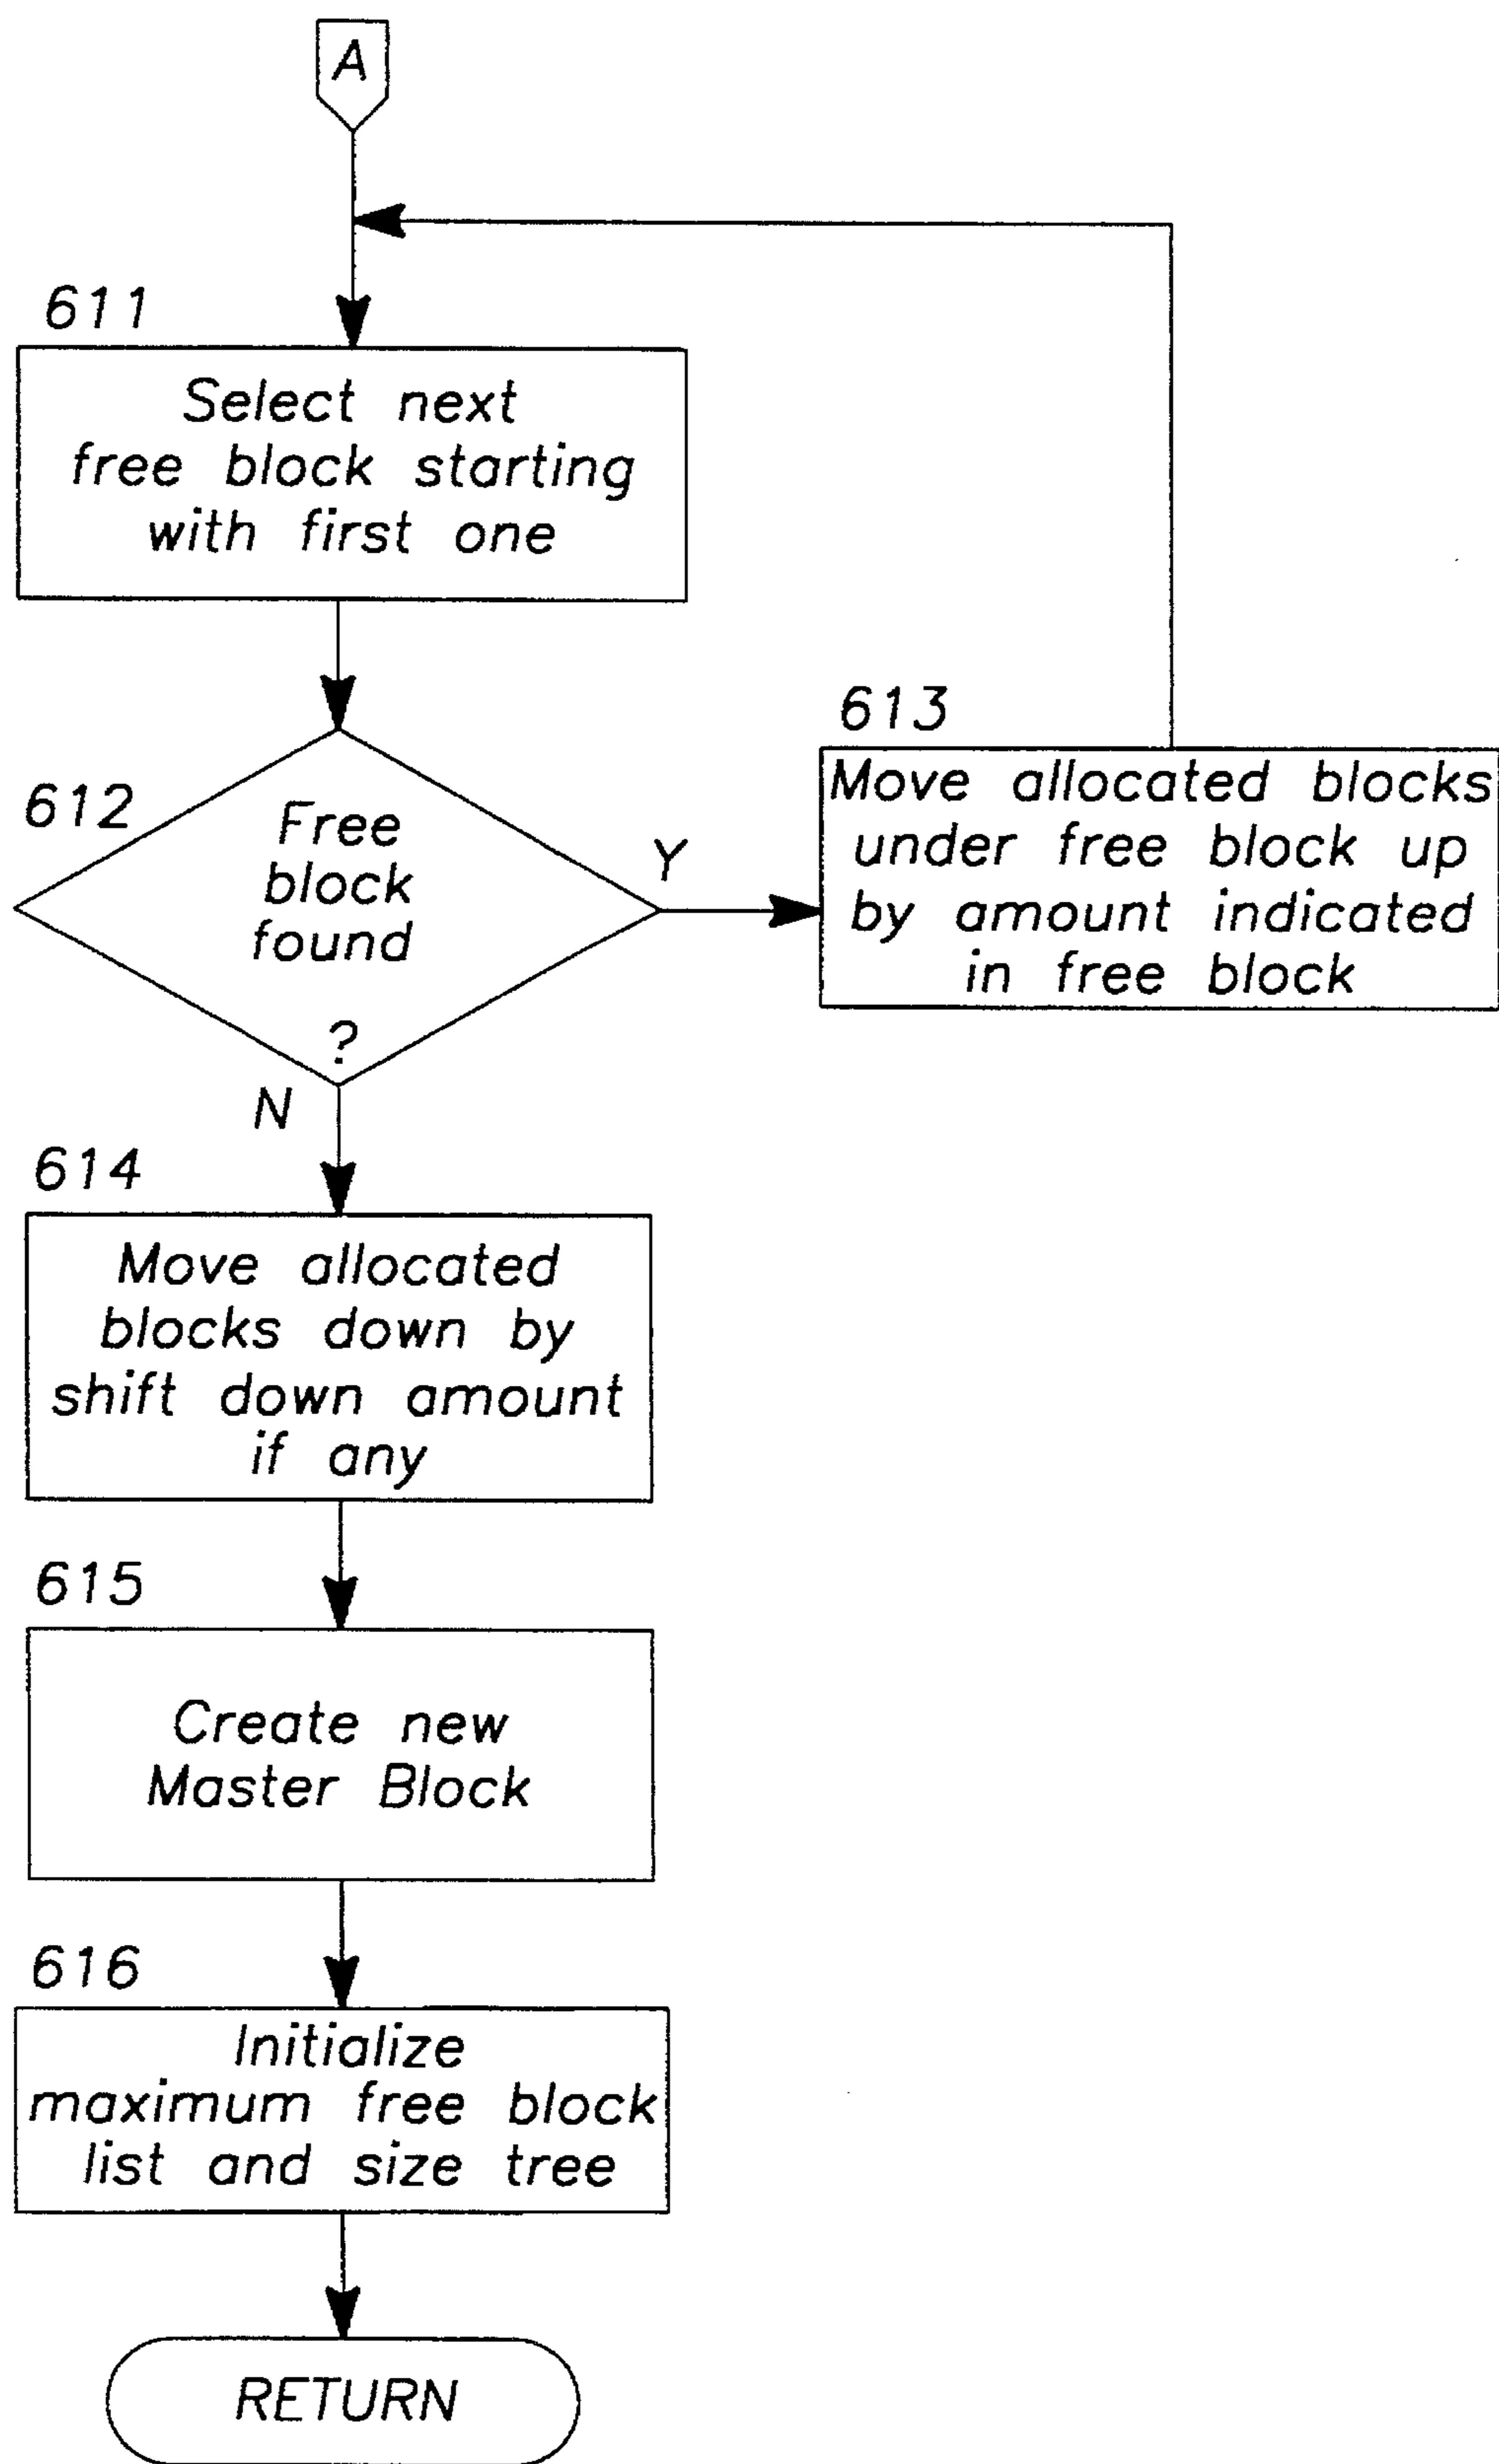 A
611
Select next
free block starting
with first one
612
Free
block
found
?
Y
N
613
Move allocated blocks
under free block up
by amount indicated
in free block
614
Move allocated
blocks down by
shift down amount
if any
615
Create new
Master Block
616
Initialize
maximum free block
list and size tree
RETURN